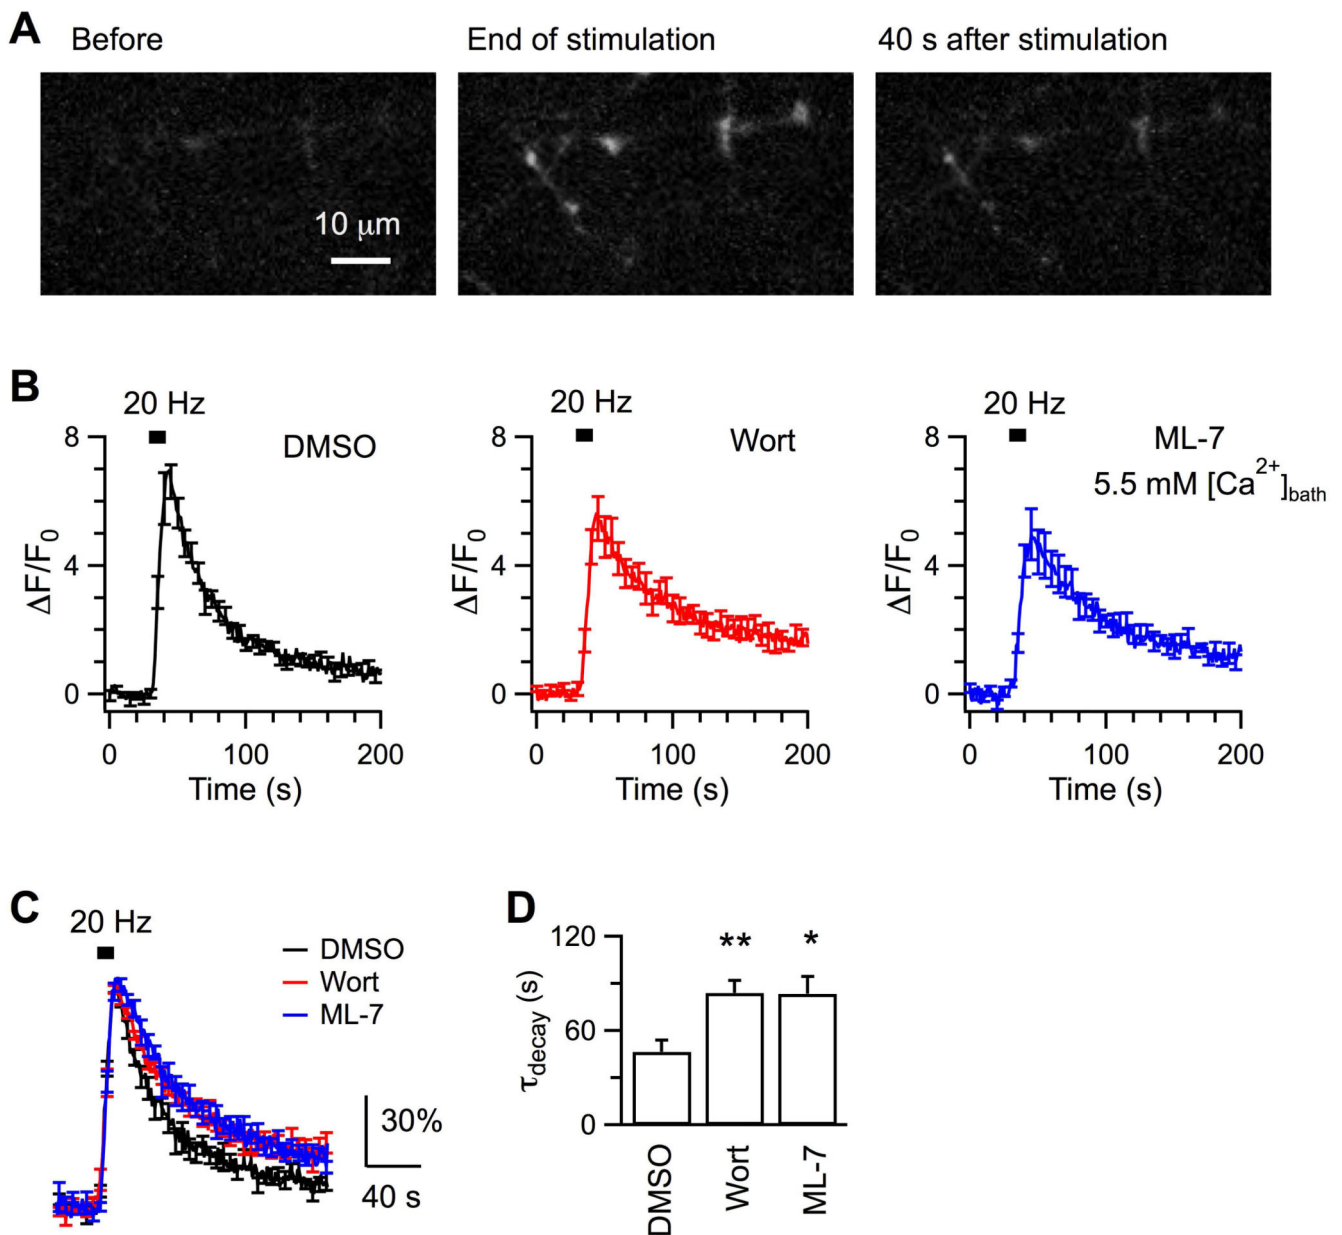 A
Before
End of stimulation
40 s after stimulation
10 μm
B
20 Hz
DMSO
8
4
0
ΔF/F0
0
100
200
Time (s)
20 Hz
Wort
8
4
0
ΔF/F0
0
100
200
Time (s)
20 Hz
ML-7
5.5 mM [Ca2+]bath
8
4
0
ΔF/F0
0
100
200
Time (s)
C
20 Hz
DMSO
Wort
ML-7
30%
40 s
D
120
60
0
τdecay (s)
**
*
DMSO
Wort
ML-7